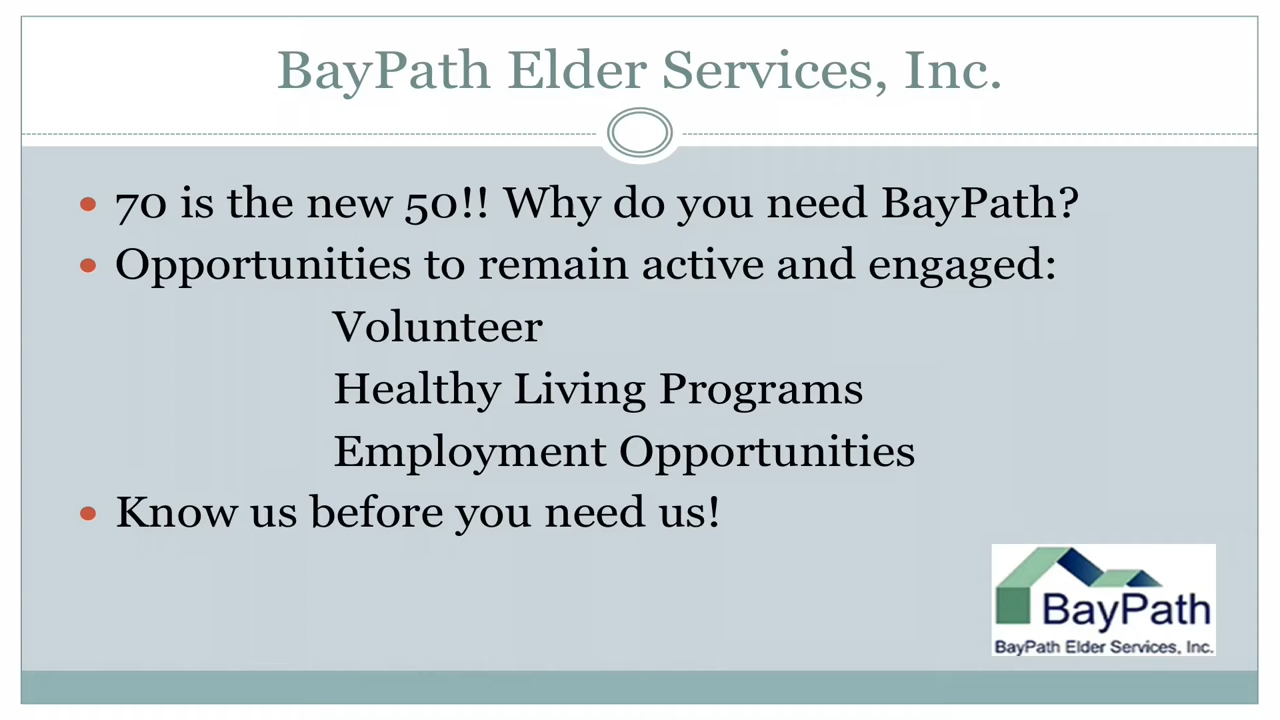 BayPath Elder Services, Inc.
• 70 is the new 50!! Why do you need BayPath?
• Opportunities to remain active and engaged:
Volunteer
Healthy Living Programs
Employment Opportunities
• Know us before you need us!
BayPath
BayPath Elder Services, Inc.